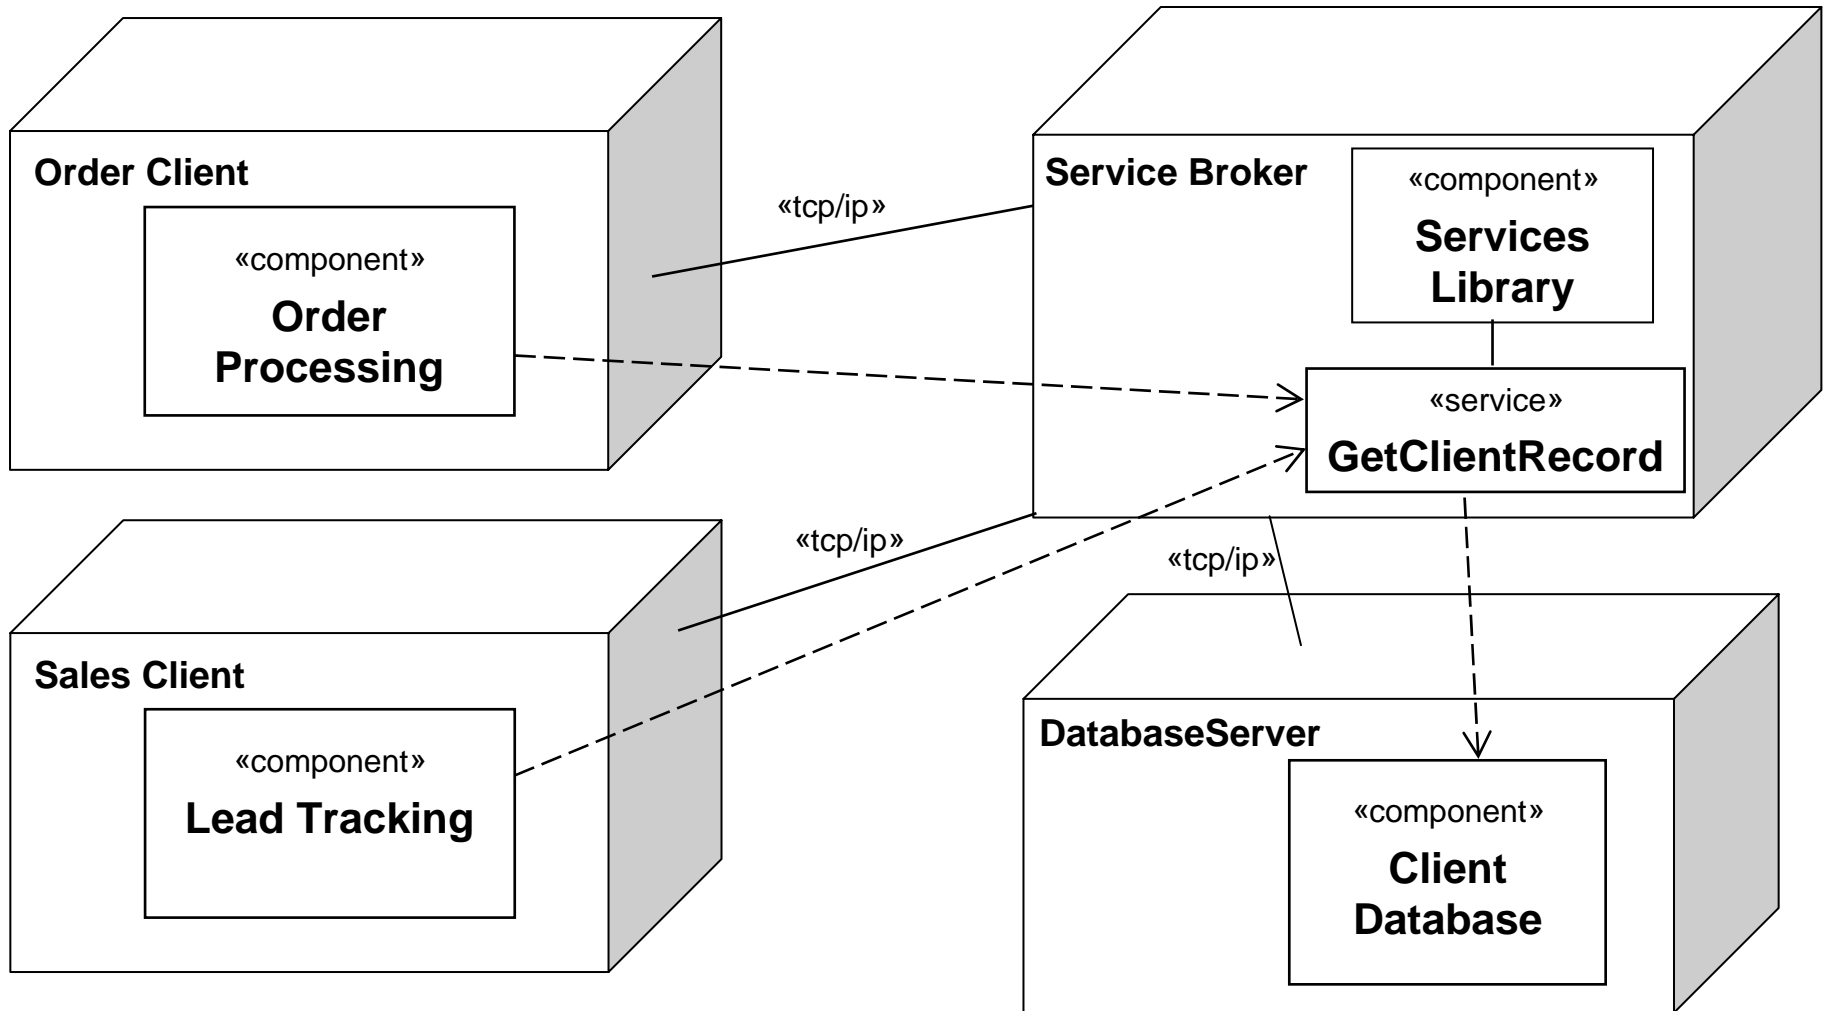 Order Client
«component»
Order
Processing
«tcp/ip»
Service Broker
«component»
Services
Library
«service»
GetClientRecord
Sales Client
«component»
Lead Tracking
«tcp/ip»
«tcp/ip»
DatabaseServer
«component»
Client
Database